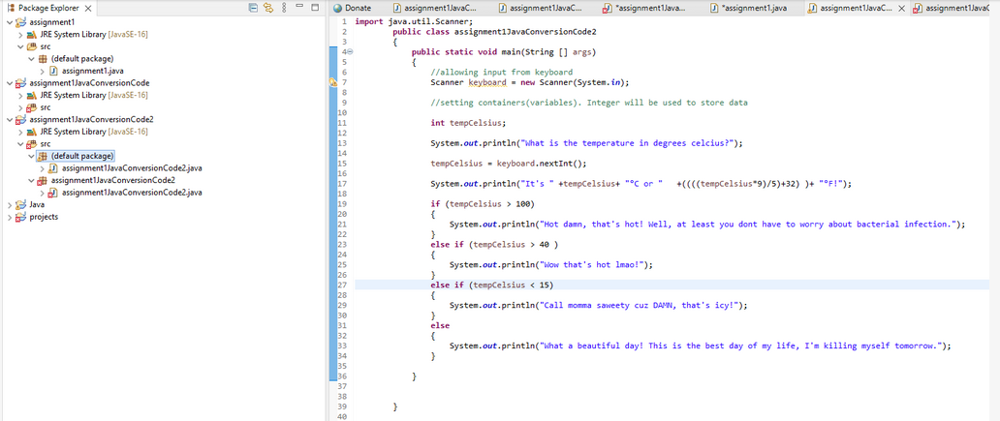 Package Explorer
assignment1
JRE System Library [JavaSE-16]
src
(default package)
assignment1.java
assignment1JavaConversionCode
JRE System Library [JavaSE-16]
src
assignment1JavaConversionCode2
JRE System Library [JavaSE-16]
src
(default package)
assignment1JavaConversionCode2.java
assignment1JavaConversionCode2
assignment1JavaConversionCode2.java
Java
projects
Donate assignment1JavaC... assignment1JavaC... *assignment1Java... *assignment1.java assignment1JavaC... assignment1JavaC
1 import java.util.Scanner;
2 public class assignment1JavaConversionCode2
3 {
4 public static void main(String [] args)
5 {
6 //allowing input from keyboard
7 Scanner keyboard = new Scanner(System.in);
8
9 //setting containers(variables). Integer will be used to store data
10
11 int tempCelsius;
12
13 System.out.println("What is the temperature in degrees celcius?");
14
15 tempCelsius = keyboard.nextInt();
16
17 System.out.println("It's " +tempCelsius+ "°C or " +((((tempCelsius*9)/5)+32) )+ "°F!");
18
19 if (tempCelsius > 100)
20 {
21 System.out.println("Hot damn, that's hot! Well, at least you dont have to worry about bacterial infection.");
22 }
23 else if (tempCelsius > 40 )
24 {
25 System.out.println("Wow that's hot lmao!");
26 }
27 else if (tempCelsius < 15)
28 {
29 System.out.println("Call momma saweety cuz DAMN, that's icy!");
30 }
31 else
32 {
33 System.out.println("What a beautiful day! This is the best day of my life, I'm killing myself tomorrow.");
34 }
35
36 }
37
38
39 }
40